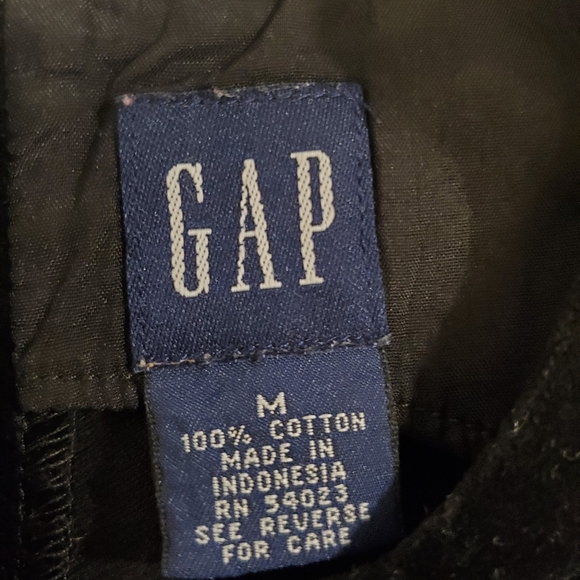 GAP
M
100% COTTON
MADE IN
INDONESIA
RN 54023
SEE REVERSE
FOR CARE